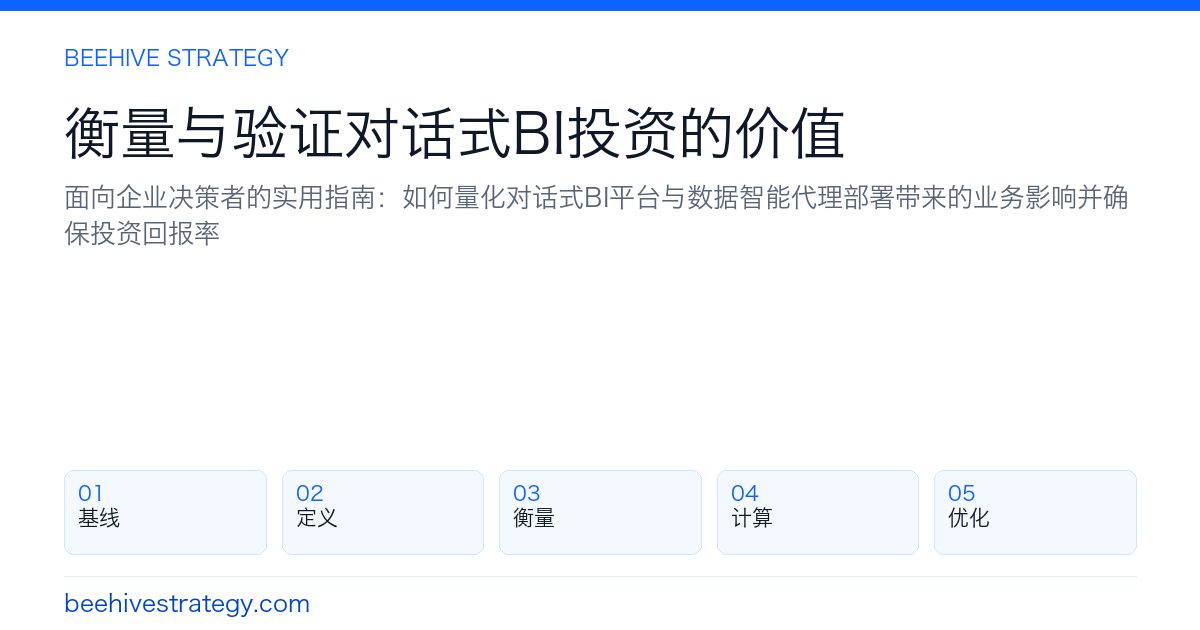 BEEHIVE STRATEGY
衡量与验证对话式BI投资的价值
面向企业决策者的实用指南：如何量化对话式BI平台与数据智能代理部署带来的业务影响并确
保投资回报率
01
基线
02
定义
03
衡量
04
计算
05
优化
beehivestrategy.com